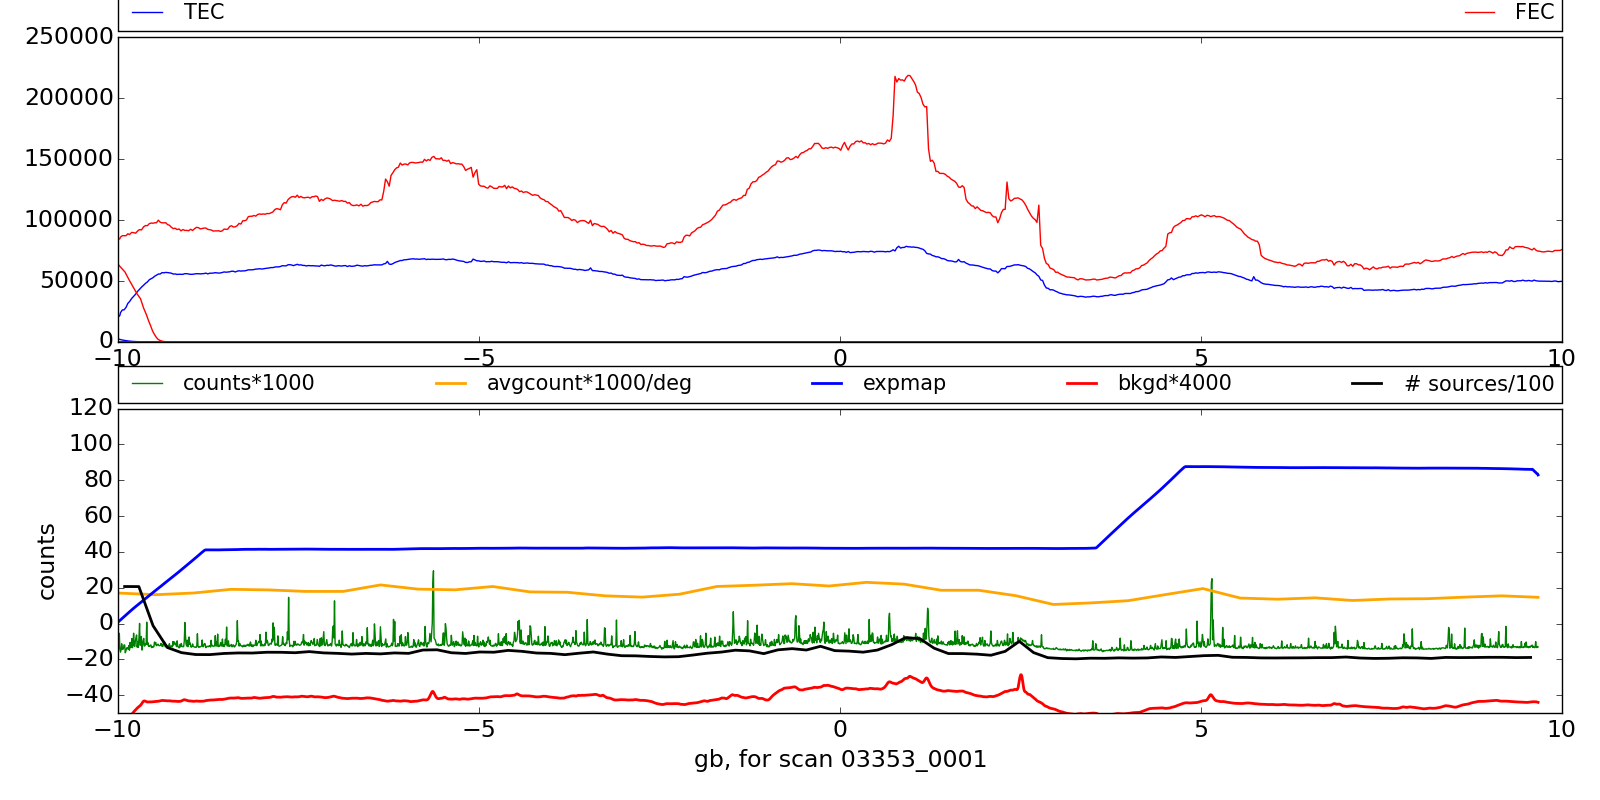 TEC FEC
250000
200000
150000
100000
50000
0
−10 −5 0 5 10
counts*1000 avgcount*1000/deg expmap bkgd*4000 # sources/100
120
100
80
60
40
20
0
−20
−40
counts
−10 −5 0 5 10
gb, for scan 03353_0001